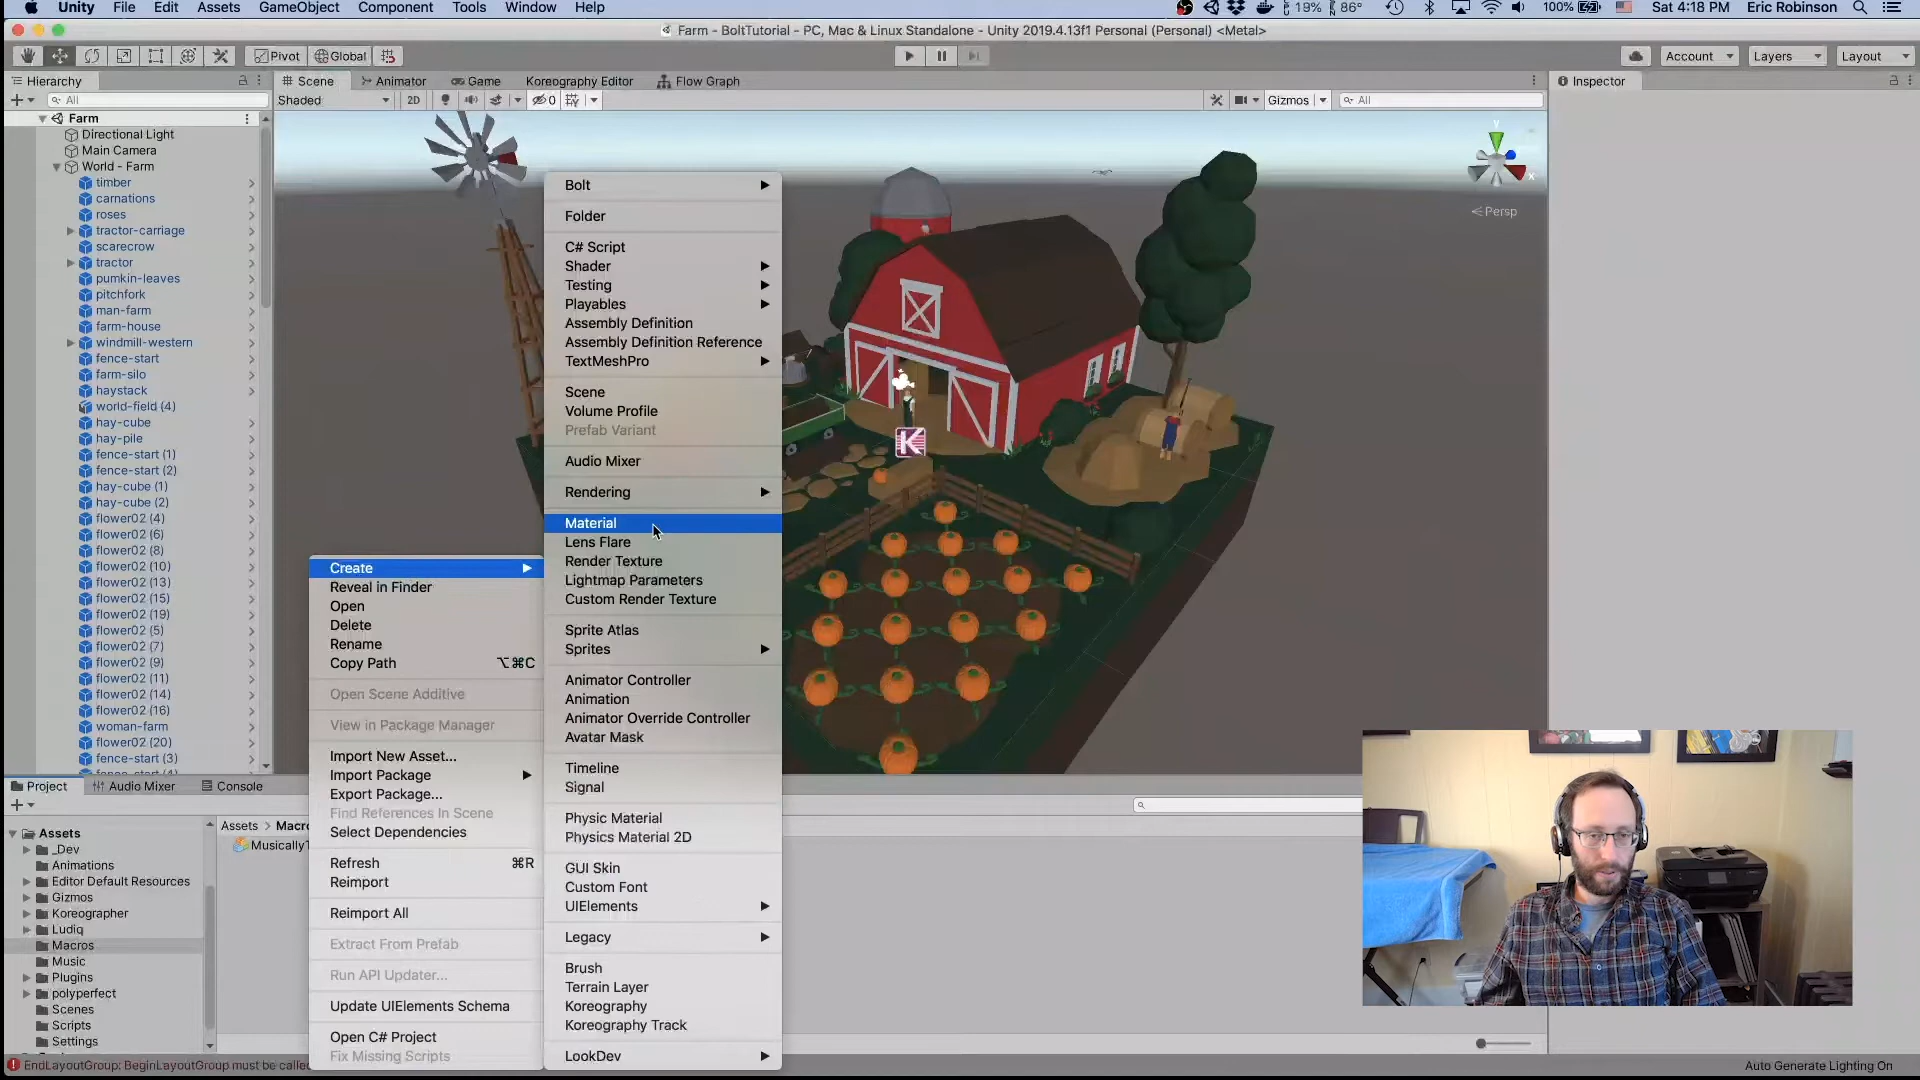 Unity File Edit Assets GameObject Component Tools Window Help 19% 86° 100% Sat 4:18 PM Eric Robinson
Farm - BoltTutorial - PC, Mac & Linux Standalone - Unity 2019.4.13f1 Personal (Personal) <Metal>
Pivot Global Account Layers Layout
Hierarchy Scene Animator Game Koreography Editor Flow Graph Inspector
All Shaded 2D 0 Gizmos All
Farm
Directional Light
Main Camera
World - Farm
timber
carnations
roses
tractor-carriage
scarecrow
tractor
pumkin-leaves
pitchfork
man-farm
farm-house
windmill-western
fence-start
farm-silo
haystack
world-field (4)
hay-cube
hay-pile
fence-start (1)
fence-start (2)
hay-cube (1)
hay-cube (2)
flower02 (4)
flower02 (6)
flower02 (8)
flower02 (10)
flower02 (13)
flower02 (15)
flower02 (19)
flower02 (5)
flower02 (7)
flower02 (9)
flower02 (11)
flower02 (14)
flower02 (16)
woman-farm
flower02 (20)
fence-start (3)
y
x
Persp
K
Bolt
Folder
C# Script
Shader
Testing
Playables
Assembly Definition
Assembly Definition Reference
TextMeshPro
Scene
Volume Profile
Prefab Variant
Audio Mixer
Rendering
Material
Lens Flare
Render Texture
Lightmap Parameters
Custom Render Texture
Sprite Atlas
Sprites
Animator Controller
Animation
Animator Override Controller
Avatar Mask
Timeline
Signal
Physic Material
Physics Material 2D
GUI Skin
Custom Font
UIElements
Legacy
Brush
Terrain Layer
Koreography
Koreography Track
LookDev
Create
Reveal in Finder
Open
Delete
Rename
Copy Path ⌥⌘C
Open Scene Additive
View in Package Manager
Import New Asset...
Import Package
Export Package...
Find References In Scene
Select Dependencies
Refresh ⌘R
Reimport
Reimport All
Extract From Prefab
Run API Updater...
Update UIElements Schema
Open C# Project
Fix Missing Scripts
Project Audio Mixer Console
Assets
_Dev
Animations
Editor Default Resources
Gizmos
Koreographer
Ludiq
Macros
Music
Plugins
polyperfect
Scenes
Scripts
Settings
Assets > Macro
Musically
EndLayoutGroup: BeginLayoutGroup must be called
Auto Generate Lighting On